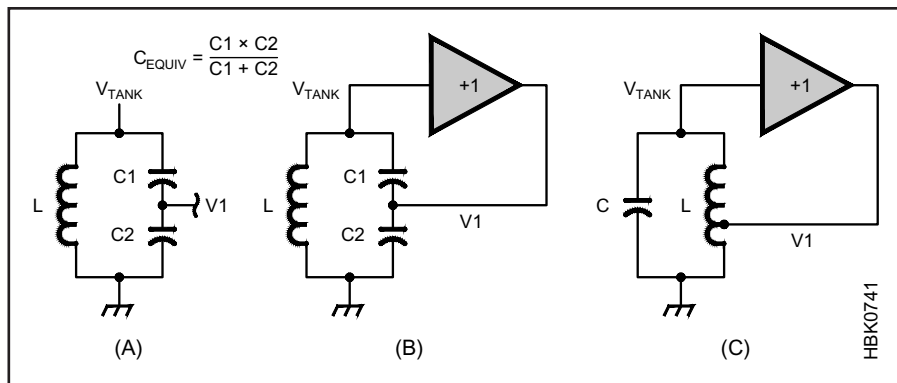 C_EQUIV = C1 × C2 / C1 + C2
V_TANK
L
C1
C2
V1
(A)
V_TANK
+1
L
C1
C2
V1
(B)
V_TANK
+1
C
L
V1
(C)
HBK0741